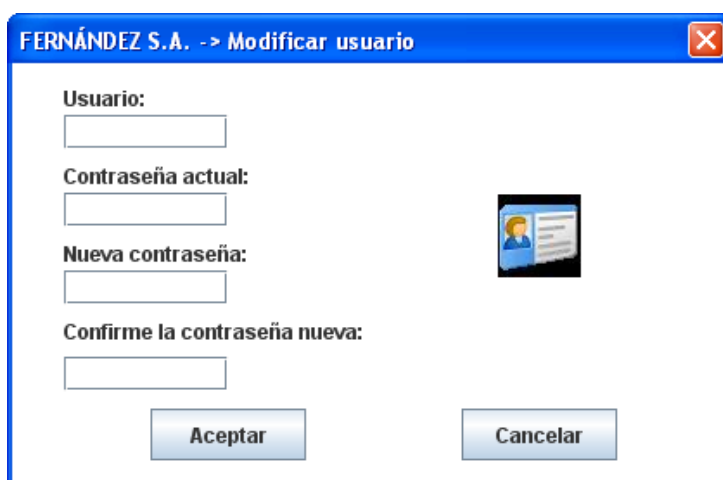 FERNÁNDEZ S.A. -> Modificar usuario
Usuario:
Contraseña actual:
Nueva contraseña:
Confirme la contraseña nueva:
Aceptar
Cancelar